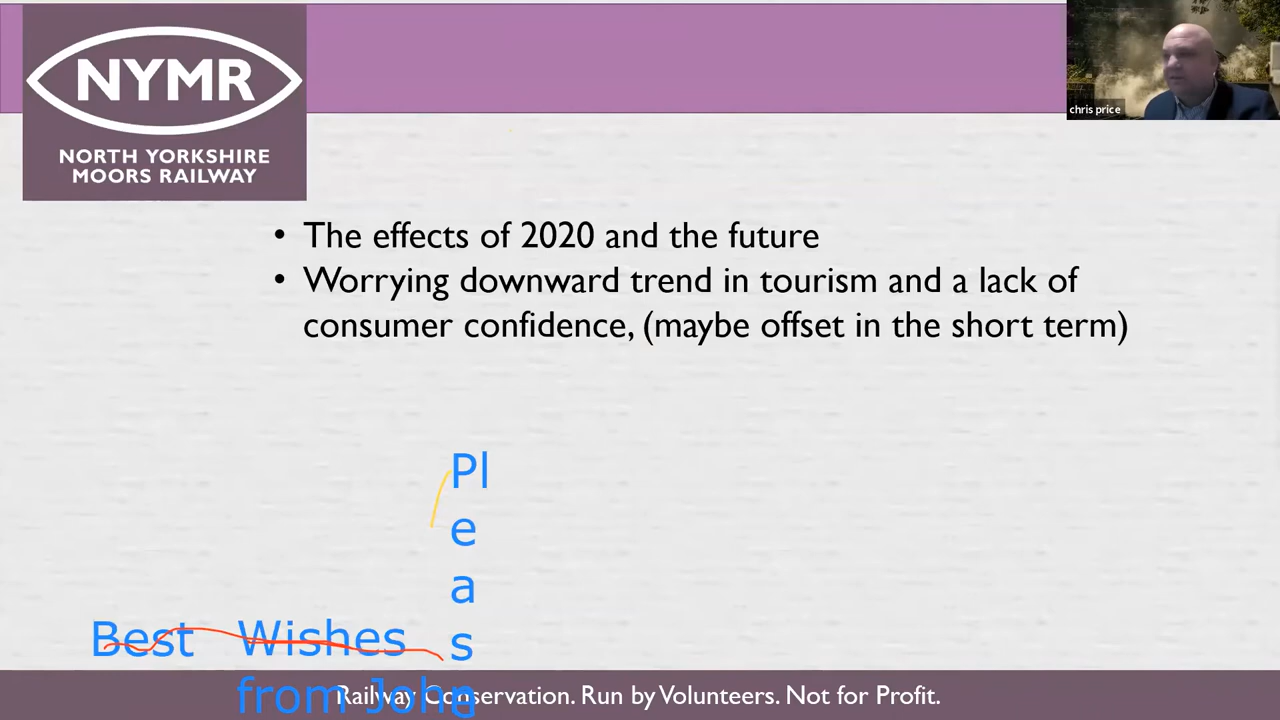 NYMR
NORTH YORKSHIRE
MOORS RAILWAY
chris price
• The effects of 2020 and the future
• Worrying downward trend in tourism and a lack of
consumer confidence, (maybe offset in the short term)
Pl
e
a
s
e
Best Wishes
from John
Railway Conservation. Run by Volunteers. Not for Profit.